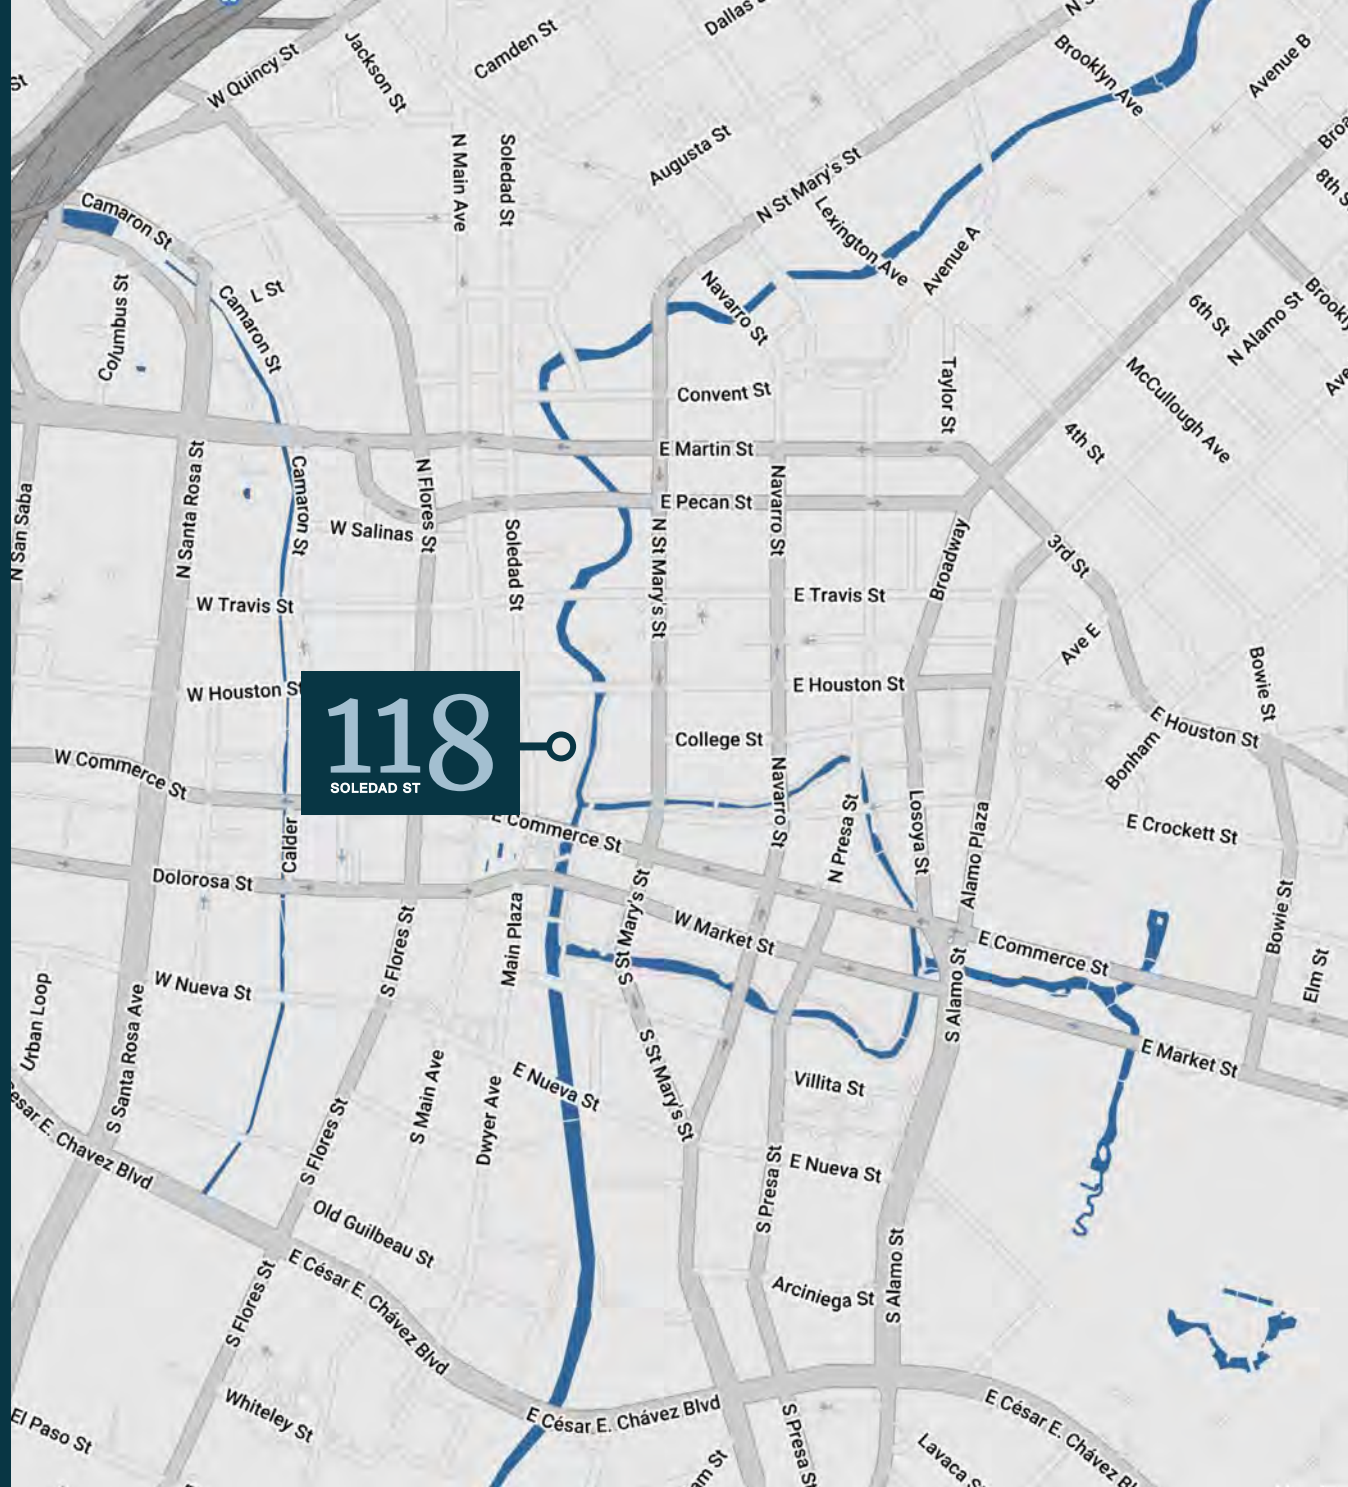 Dallas
Camden St
Jackson St
W Quincy St
St
Brooklyn Ave
Avenue B
N Main Ave
Soledad St
Augusta St
N St Mary's St
Lexington Ave
Avenue A
8th
Camaron St
L St
Columbus St
Camaron St
Navarro St
6th St
N Alamo St
McCullough Ave
Ave
Convent St
Taylor St
4th St
E Martin St
E Pecan St
N San Saba
N Santa Rosa St
Camaron St
W Salinas
N Flores St
Soledad St
N St Mary's St
Navarro St
Broadway
3rd St
W Travis St
E Travis St
Ave E
Bowie St
W Houston St
E Houston St
E Houston St
118
SOLEDAD ST
College St
Bonham
W Commerce St
Navarro St
N Presa St
Losoya St
Alamo Plaza
E Crockett St
Calder
E Commerce St
Dolorosa St
Main Plaza
S St Mary's St
W Market St
E Commerce St
Bowie St
Elm St
S Flores St
W Nueva St
Urban Loop
S Santa Rosa Ave
S Alamo St
E Market St
S St Mary's St
E Nueva St
Villita St
S Main Ave
Dwyer Ave
S Flores St
esar E. Chavez Blvd
E Nueva St
S Presa St
Old Guilbeau St
E César E. Chávez Blvd
S Flores St
Arciniega St
S Alamo St
Whiteley St
El Paso St
E César E. Chávez Blvd
S Presa St
E César E. Chávez
Lavaca
am St